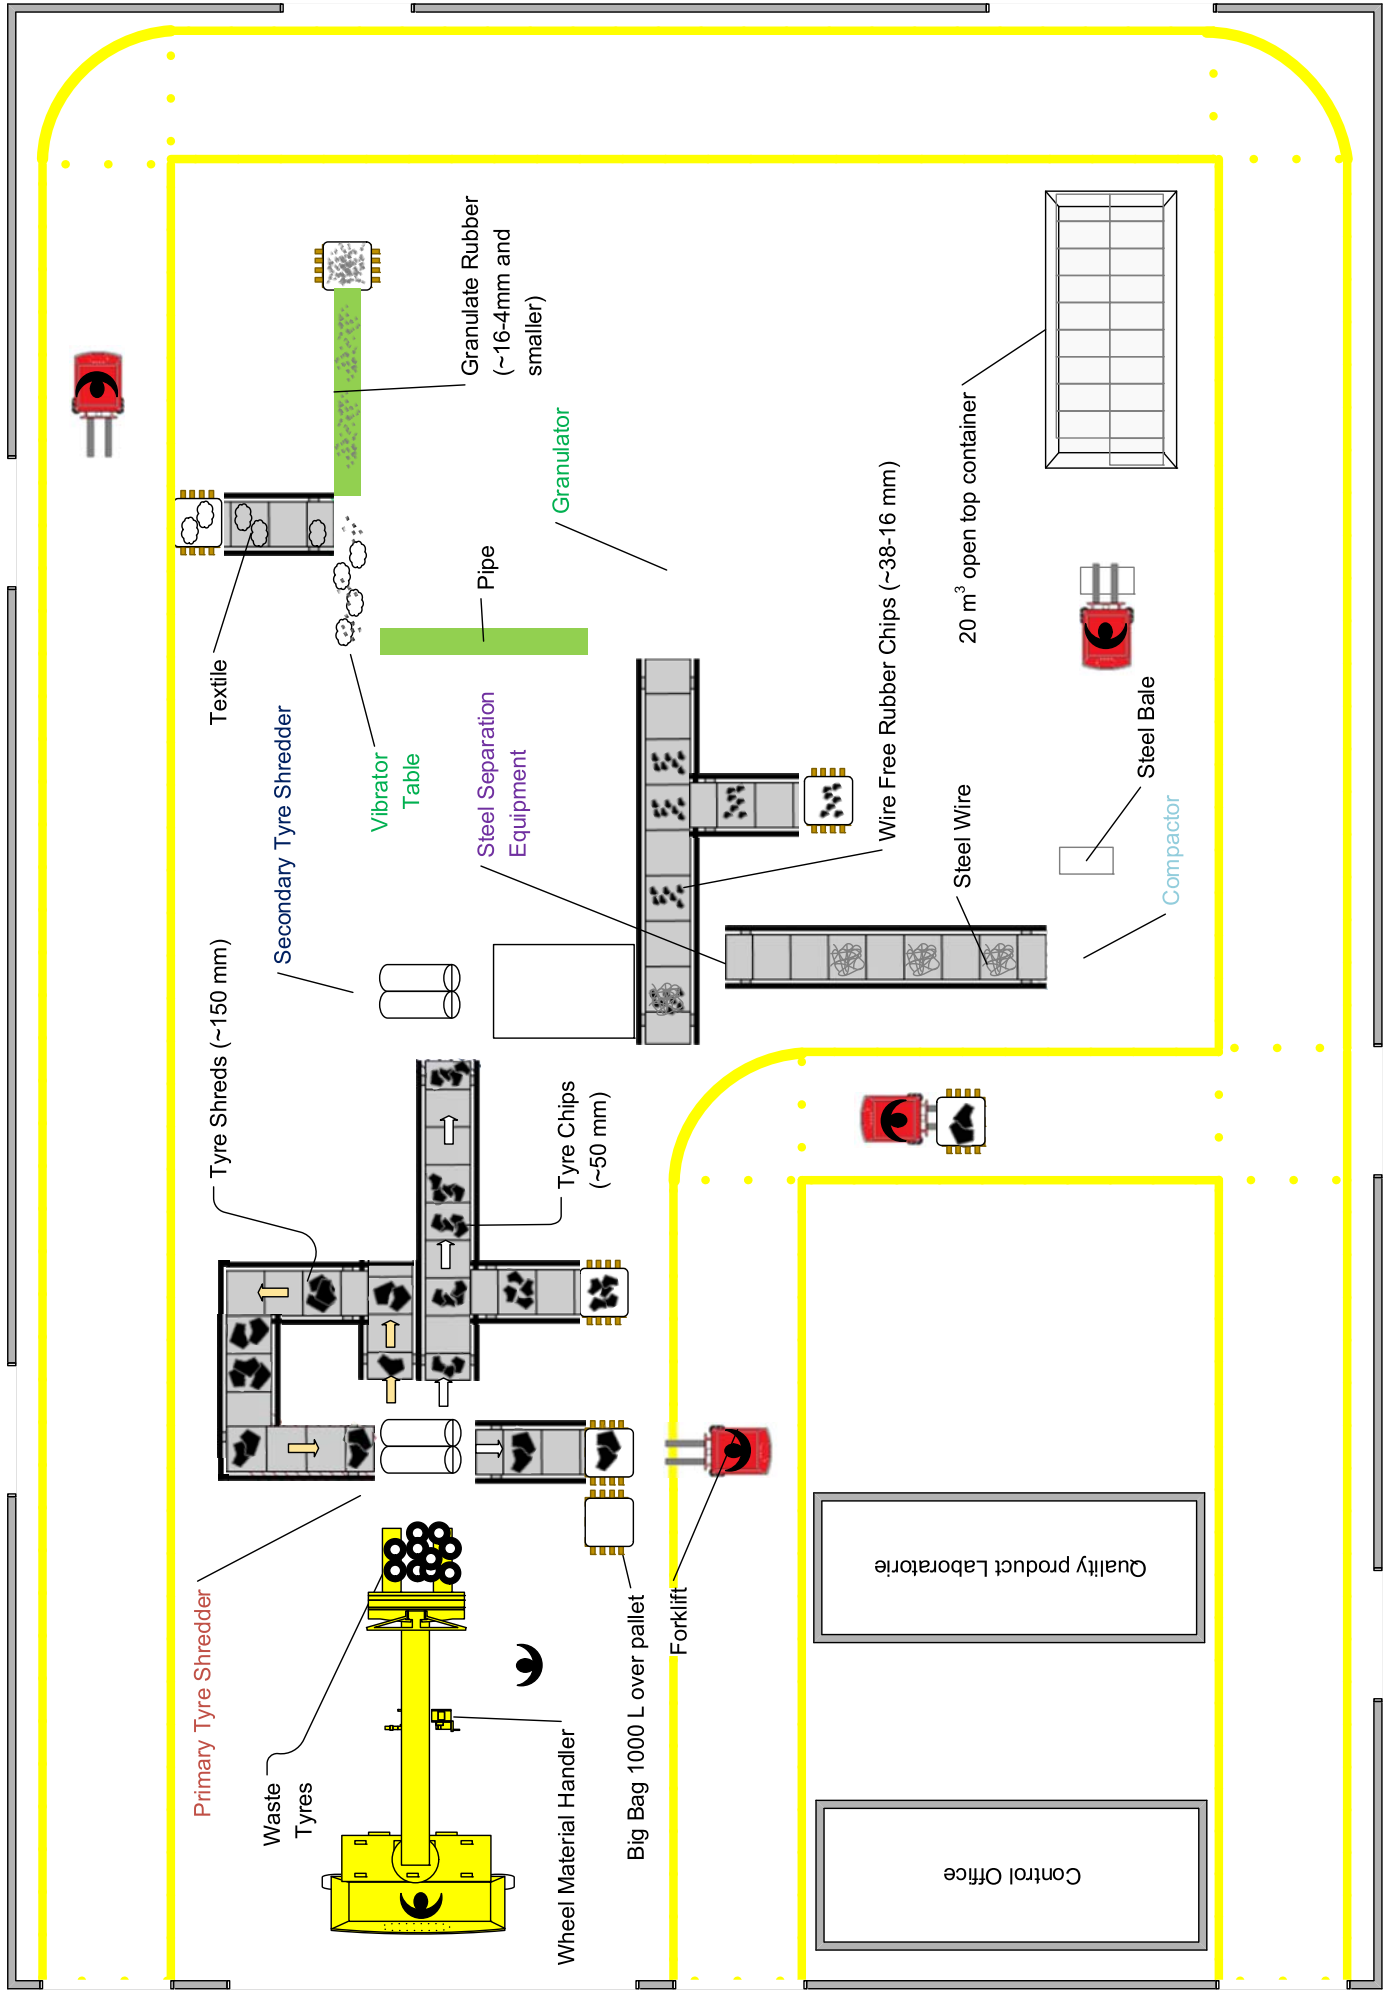 Granulate Rubber
(~16-4mm and
smaller)
Granulator
Pipe
Textile
20 m³ open top container
Wire Free Rubber Chips (~38-16 mm)
Secondary Tyre Shredder
Vibrator
Table
Steel Separation
Equipment
Steel Bale
Steel Wire
Compactor
Tyre Shreds (~150 mm)
Tyre Chips
(~50 mm)
Primary Tyre Shredder
Waste
Tyres
Wheel Material Handler
Big Bag 1000 L over pallet
Forklift
Quality product Laboratorie
Control Office